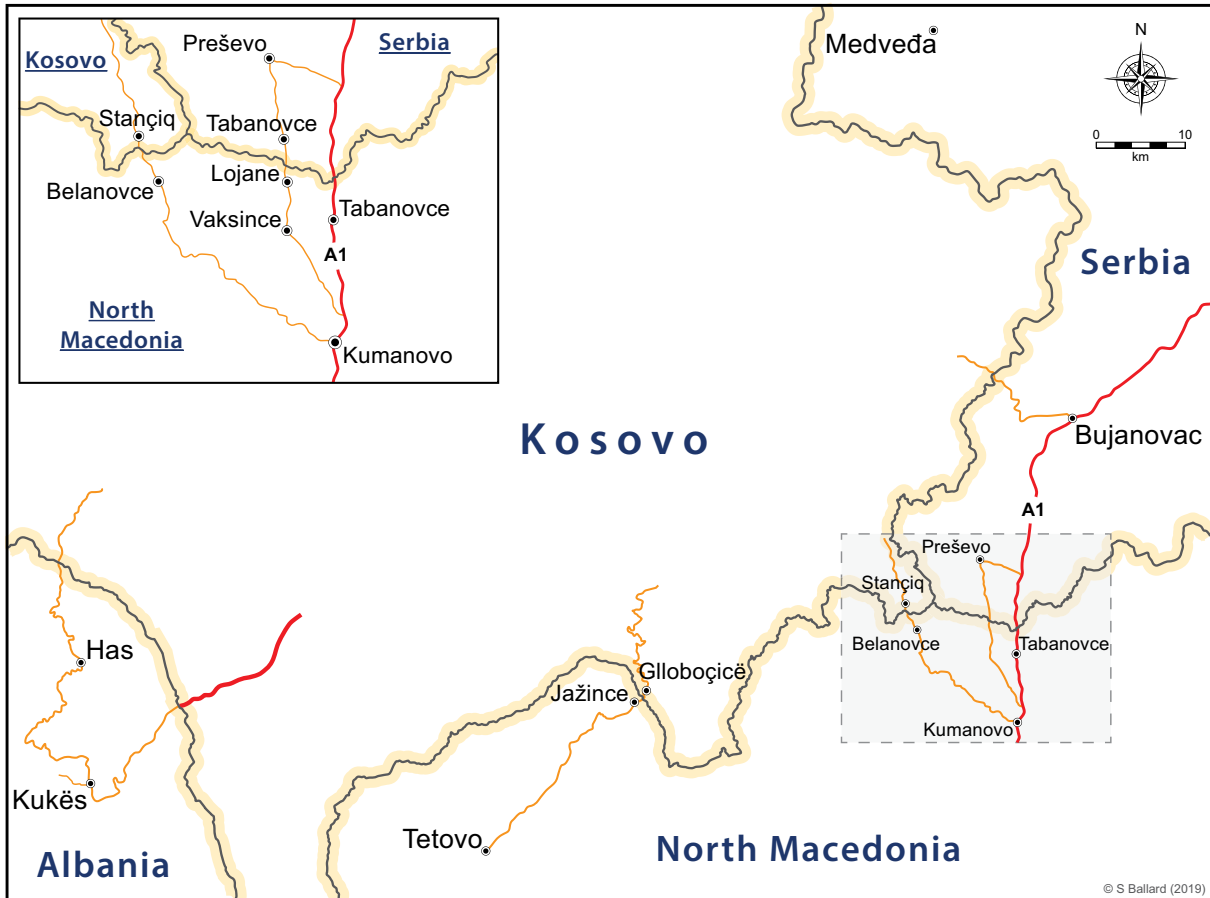 Kosovo
Serbia
Preševo
Stançiq
Tabanovce
Lojane
Belanovce
Vaksince
Tabanovce
A1
North
Macedonia
Kumanovo
Medveđa
N
0 10
km
Serbia
Kosovo
Bujanovac
A1
Preševo
Stançiq
Belanovce
Tabanovce
Kumanovo
Has
Glloboçicë
Jažince
Kukës
Tetovo
Albania
North Macedonia
© S Ballard (2019)